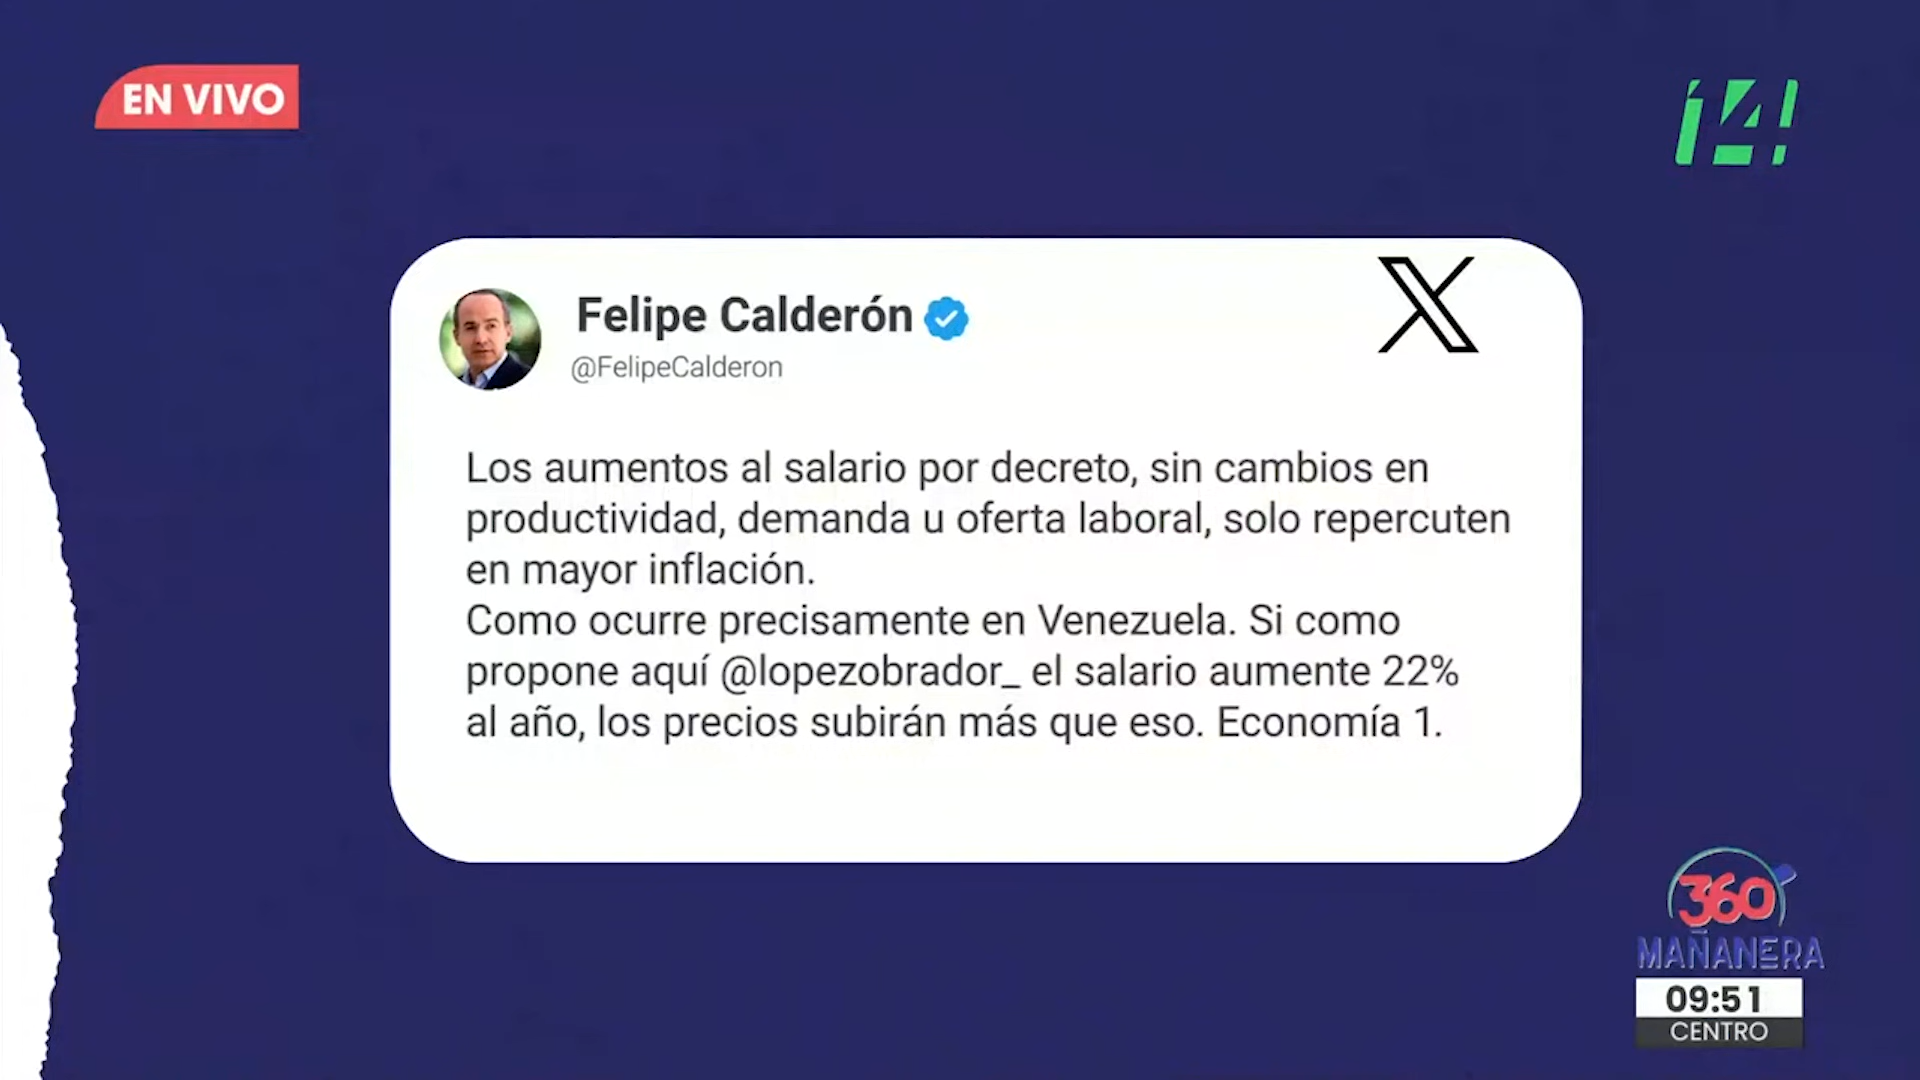 EN VIVO
14
Felipe Calderón
@FelipeCalderon
Los aumentos al salario por decreto, sin cambios en
productividad, demanda u oferta laboral, solo repercuten
en mayor inflación.
Como ocurre precisamente en Venezuela. Si como
propone aquí @lopezobrador_ el salario aumente 22%
al año, los precios subirán más que eso. Economía 1.
360°
MAÑANERA
09:51
CENTRO